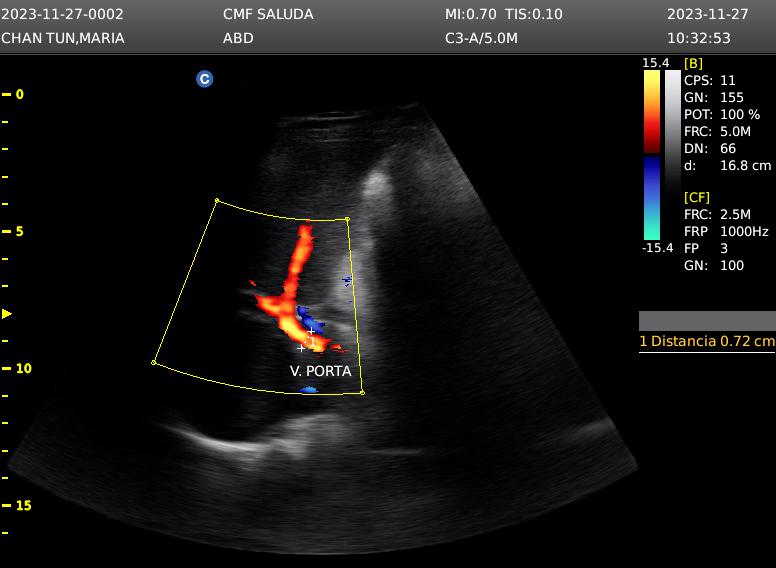 2023-11-27-0002 CMF SALUDA MI:0.70 TIS:0.10 2023-11-27
CHAN TUN,MARIA ABD C3-A/5.0M 10:32:53
C
15.4 [B]
CPS: 11
GN: 155
POT: 100 %
FRC: 5.0M
DN: 66
d: 16.8 cm
[CF]
FRC: 2.5M
FRP 1000Hz
-15.4 FP 3
GN: 100
0
5
10
15
1
V. PORTA
1 Distancia 0.72 cm